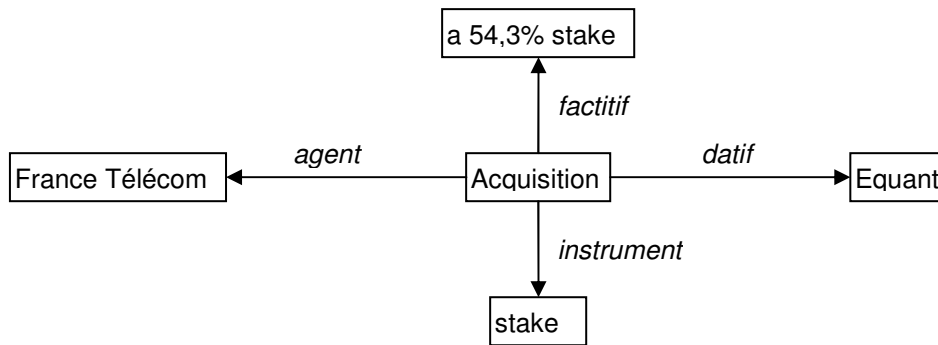 a 54,3% stake
factitif
agent
datif
France Télécom
Acquisition
Equant
instrument
stake